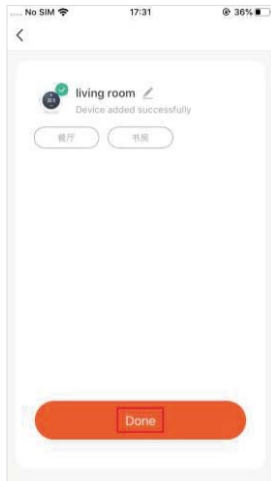 No SIM 17:31 36%
living room
Device added successfully
餐厅 书房
Done